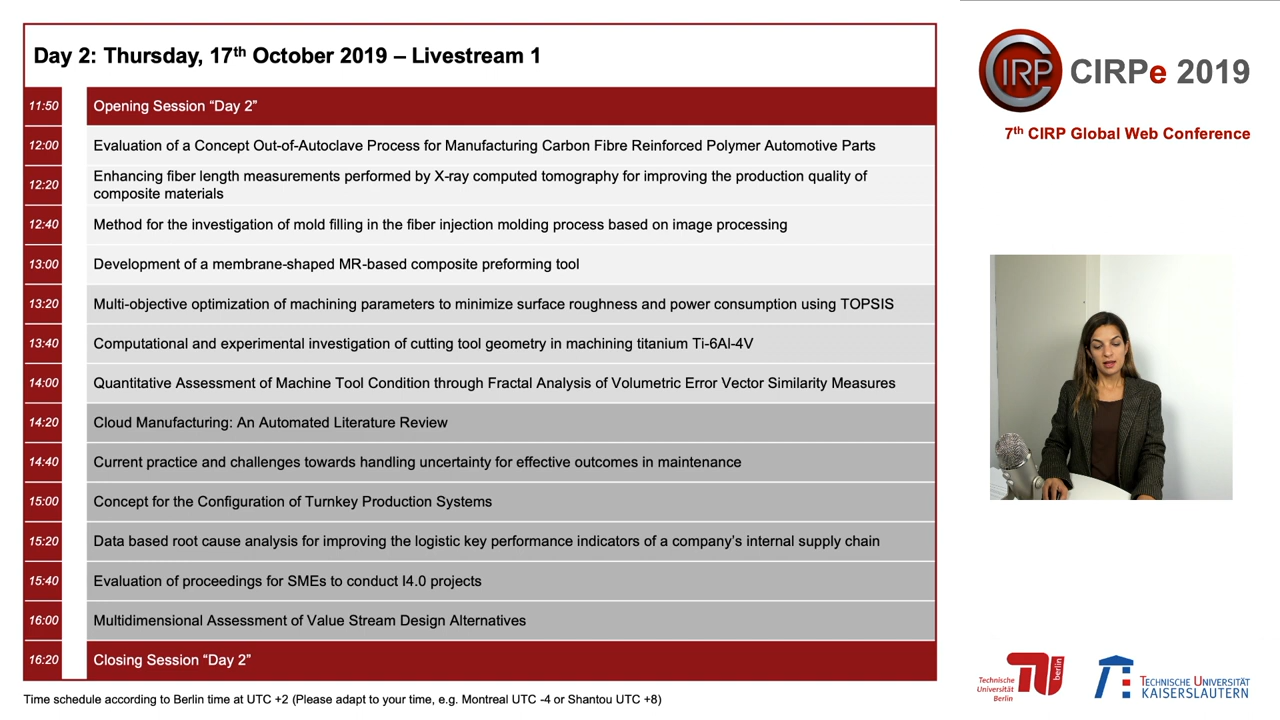 Day 2: Thursday, 17th October 2019 – Livestream 1
11:50 Opening Session “Day 2”
12:00 Evaluation of a Concept Out-of-Autoclave Process for Manufacturing Carbon Fibre Reinforced Polymer Automotive Parts
12:20 Enhancing fiber length measurements performed by X-ray computed tomography for improving the production quality of
composite materials
12:40 Method for the investigation of mold filling in the fiber injection molding process based on image processing
13:00 Development of a membrane-shaped MR-based composite preforming tool
13:20 Multi-objective optimization of machining parameters to minimize surface roughness and power consumption using TOPSIS
13:40 Computational and experimental investigation of cutting tool geometry in machining titanium Ti-6Al-4V
14:00 Quantitative Assessment of Machine Tool Condition through Fractal Analysis of Volumetric Error Vector Similarity Measures
14:20 Cloud Manufacturing: An Automated Literature Review
14:40 Current practice and challenges towards handling uncertainty for effective outcomes in maintenance
15:00 Concept for the Configuration of Turnkey Production Systems
15:20 Data based root cause analysis for improving the logistic key performance indicators of a company’s internal supply chain
15:40 Evaluation of proceedings for SMEs to conduct I4.0 projects
16:00 Multidimensional Assessment of Value Stream Design Alternatives
16:20 Closing Session “Day 2”
Time schedule according to Berlin time at UTC +2 (Please adapt to your time, e.g. Montreal UTC -4 or Shantou UTC +8)
CIRP
CIRPe 2019
7th CIRP Global Web Conference
Technische
Universität
Berlin
berlin
TECHNISCHE UNIVERSITÄT
KAISERSLAUTERN